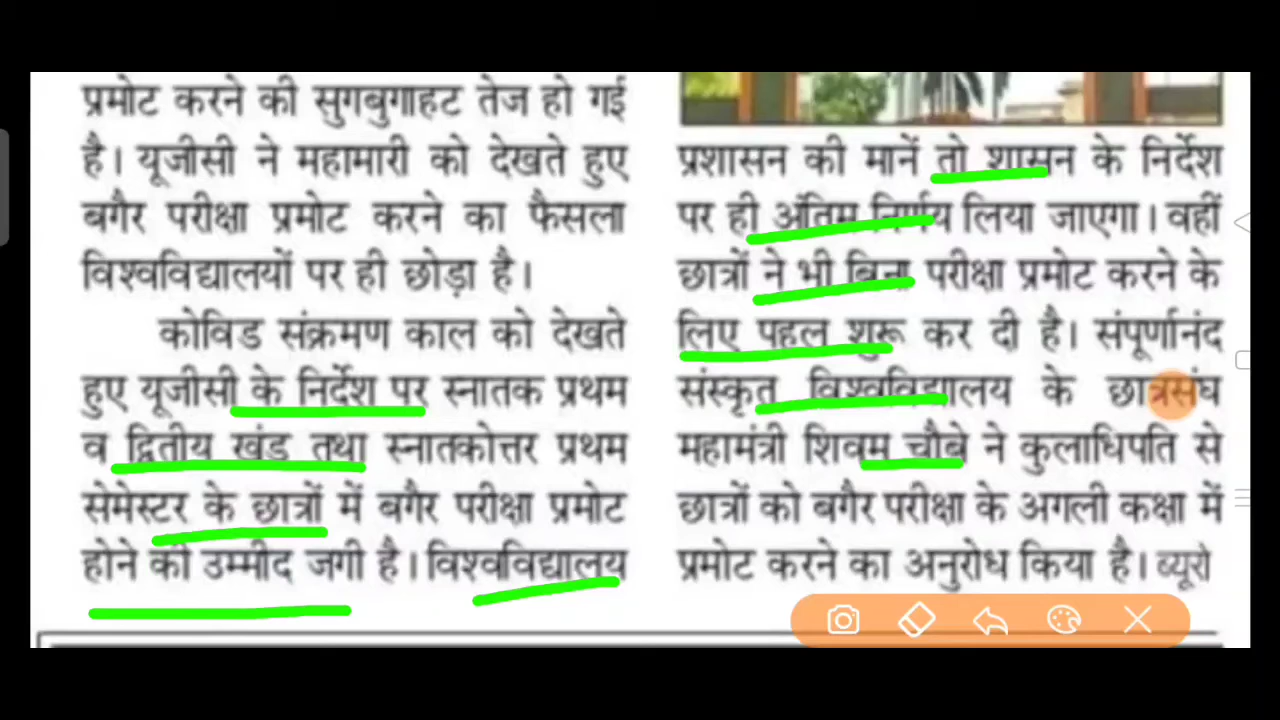 प्रमोट करने की सुगबुगाहट तेज हो गई
है। यूजीसी ने महामारी को देखते हुए
बगैर परीक्षा प्रमोट करने का फैसला
विश्वविद्यालयों पर ही छोड़ा है।
कोविड संक्रमण काल को देखते
हुए यूजीसी के निर्देश पर स्नातक प्रथम
व द्वितीय खंड तथा स्नातकोत्तर प्रथम
सेमेस्टर के छात्रों में बगैर परीक्षा प्रमोट
होने की उम्मीद जगी है। विश्वविद्यालय
प्रशासन की मानें तो शासन के निर्देश
पर ही अंतिम निर्णय लिया जाएगा। वहीं
छात्रों ने भी बिना परीक्षा प्रमोट करने के
लिए पहल शुरू कर दी है। संपूर्णानंद
संस्कृत विश्वविद्यालय के छात्रसंघ
महामंत्री शिवम चौबे ने कुलाधिपति से
छात्रों को बगैर परीक्षा के अगली कक्षा में
प्रमोट करने का अनुरोध किया है। ब्यूरो